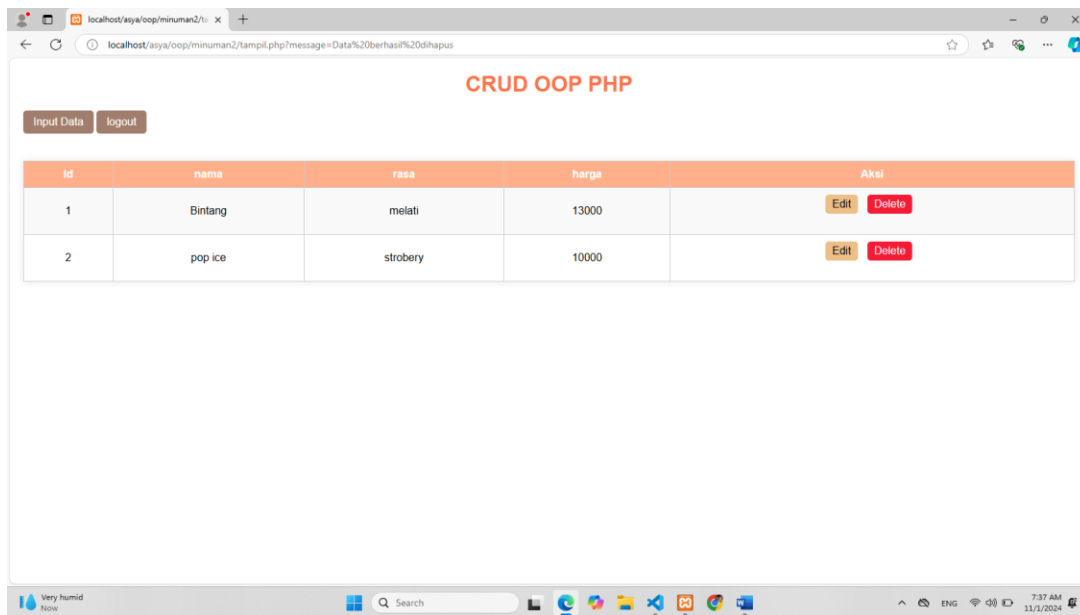 localhost/asya/oop/minuman2/ta
localhost/asya/oop/minuman2/tampil.php?message=Data%20berhasil%20dihapus
CRUD OOP PHP
Input Data logout
Id nama rasa harga Aksi
1 Bintang melati 13000 Edit Delete
2 pop ice strobery 10000 Edit Delete
Very humid
Now
Search
ENG
7:37 AM
11/1/2024